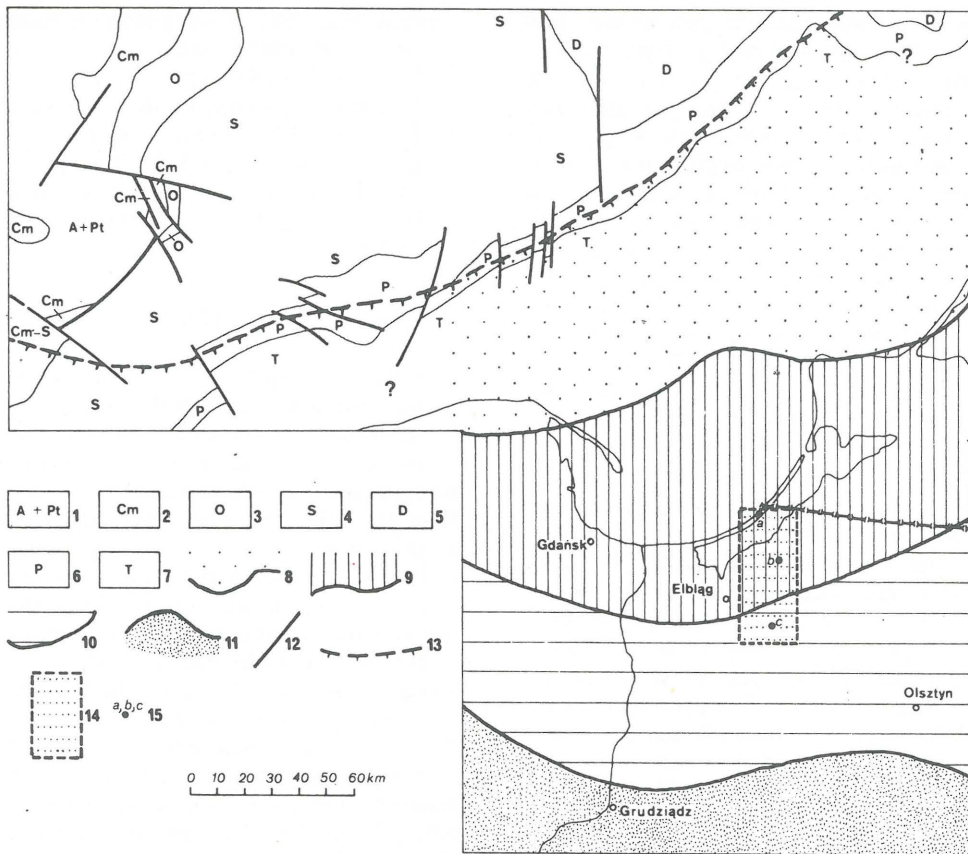 S
D
Cm
D
P
?
O
T
D
S
P
S
Cm
Cm
O
P
Cm
A + Pt
T
O
P
S
Cm
P
S
P
Cm-S
P
T
T
?
S
P
A + Pt 1
Cm 2
O 3
S 4
D 5
P 6
T 7
8
9
10
11
12
13
14
a,b,c 15
0 10 20 30 40 50 60 km
a
Gdańsk
b
Elbląg
c
Olsztyn
Grudziądz